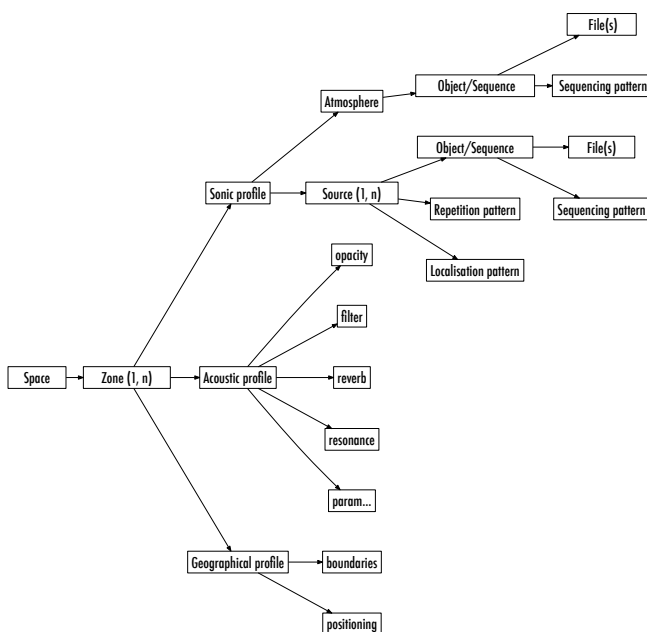 File(s)
Object/Sequence
Sequencing pattern
Atmosphere
Object/Sequence
File(s)
Sonic profile
Source (1, n)
Repetition pattern
Sequencing pattern
Localisation pattern
opacity
filter
Space
Zone (1, n)
Acoustic profile
reverb
resonance
param...
Geographical profile
boundaries
positioning